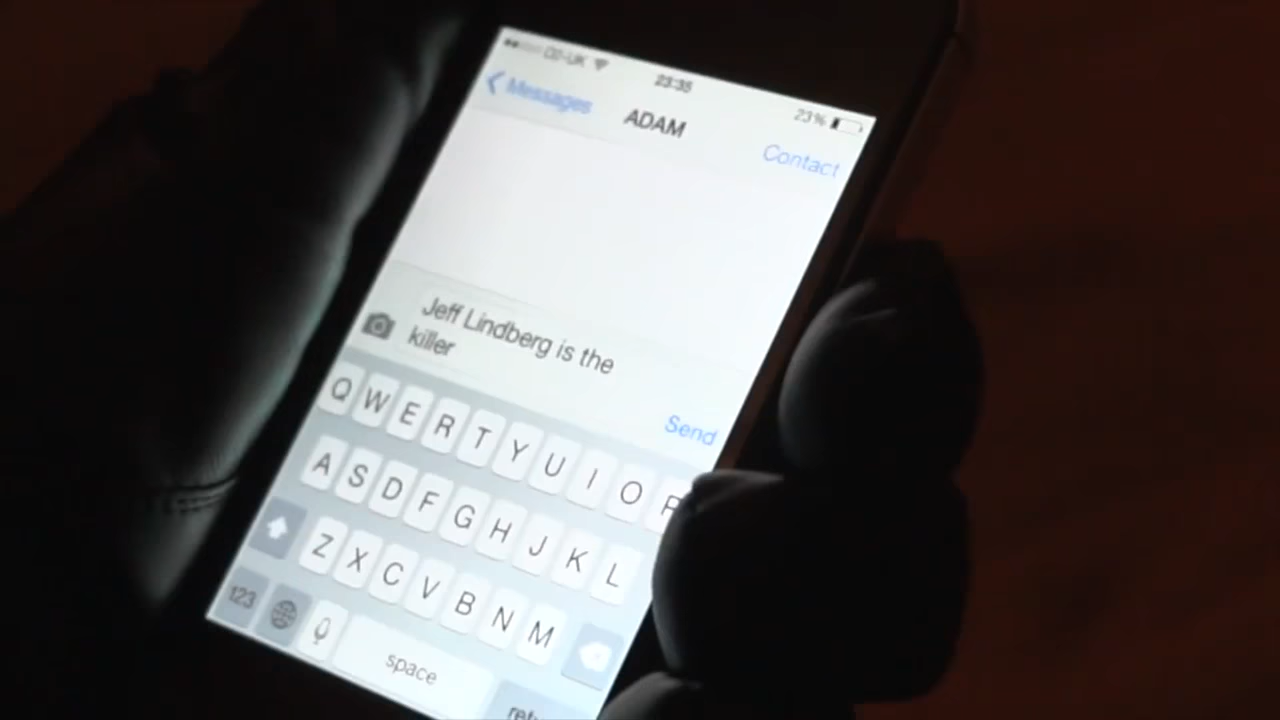 O2-UK 23:35 23%
Messages ADAM Contact
Jeff Lindberg is the
killer
Send
Q W E R T Y U I O P
A S D F G H J K L
Z X C V B N M
123 space